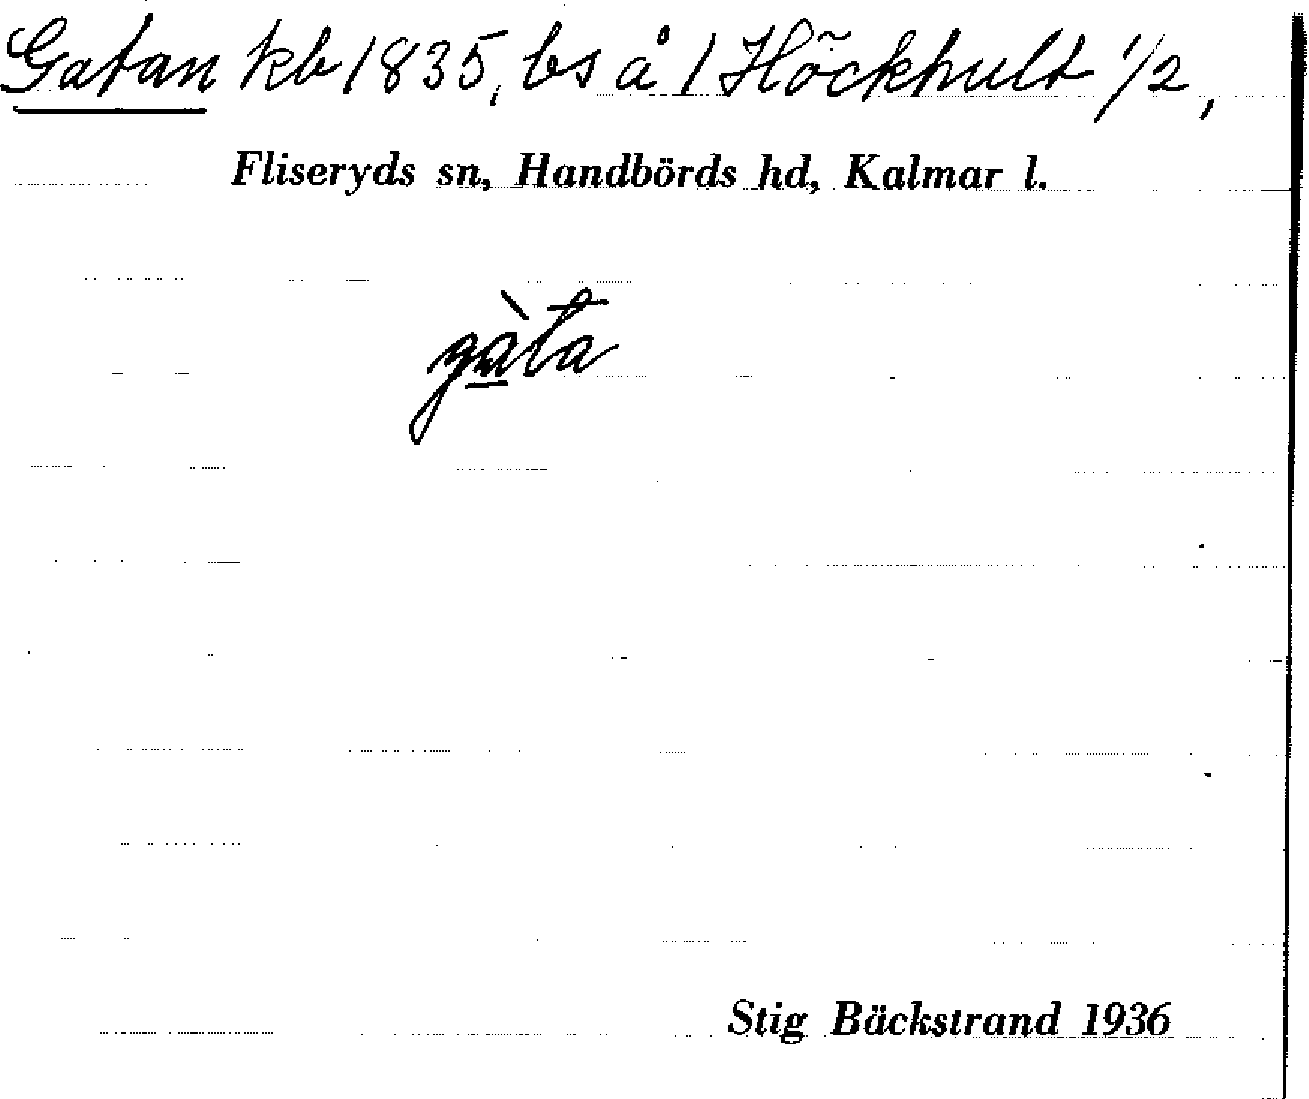 Gatan kb 1835, bs å 1 Höckhult 1/2,
Fliseryds sn, Handbörds hd, Kalmar l.
gàta
Stig Bäckstrand 1936